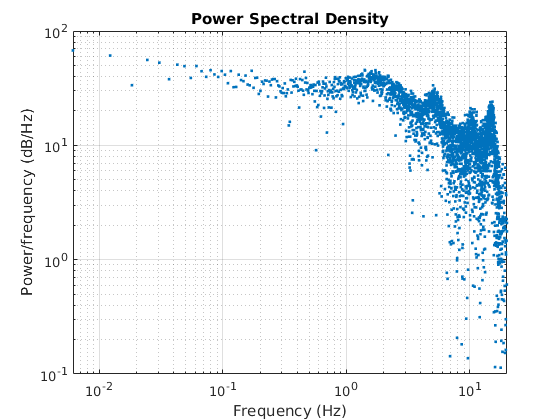 Power Spectral Density
10^2
10^1
10^0
10^-1
Power/frequency (dB/Hz)
10^-2 10^-1 10^0 10^1
Frequency (Hz)